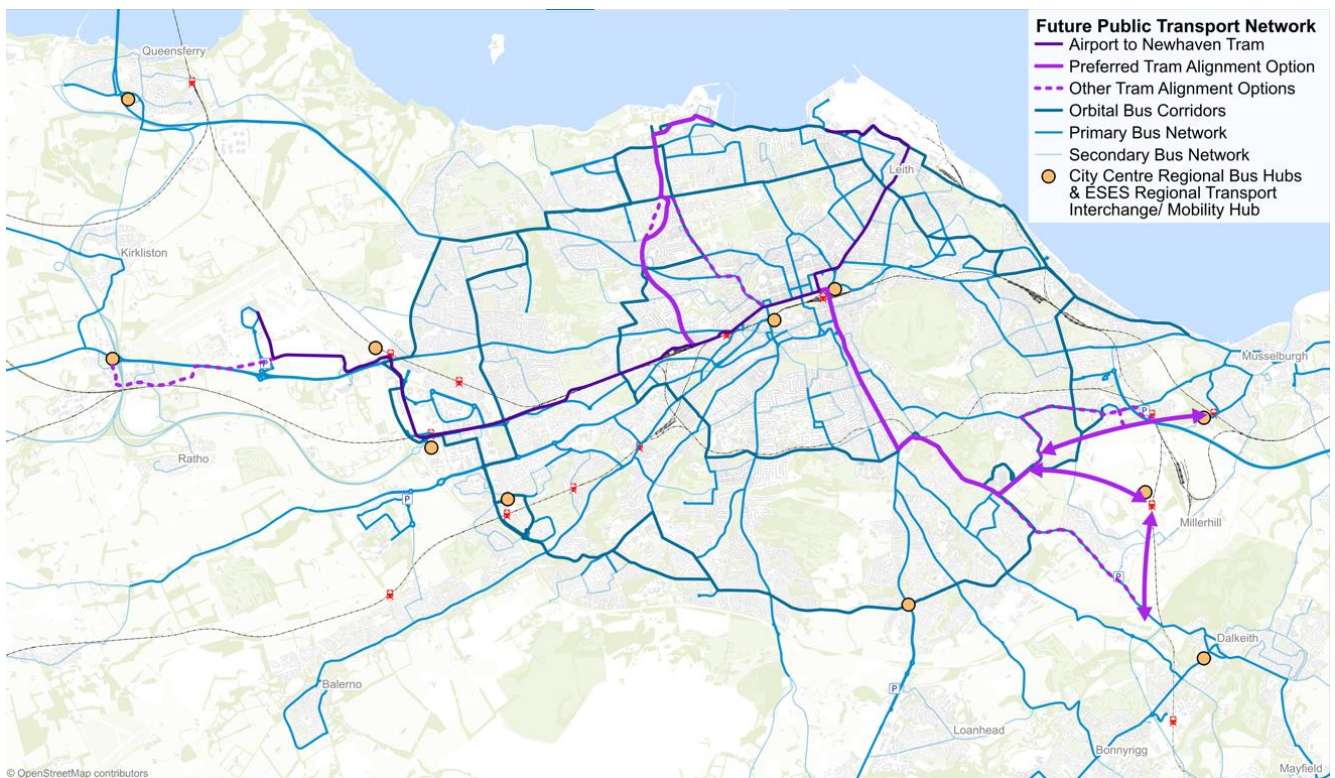 Future Public Transport Network
Airport to Newhaven Tram
Preferred Tram Alignment Option
Other Tram Alignment Options
Orbital Bus Corridors
Primary Bus Network
Secondary Bus Network
City Centre Regional Bus Hubs
& ESES Regional Transport
Interchange/ Mobility Hub
Queensferry
Leith
Kirkliston
Musselburgh
P
P
Ratho
P
Millerhill
P
Dalkeith
Balerno
P
Loanhead
Bonnyrigg
Mayfield
© OpenStreetMap contributors